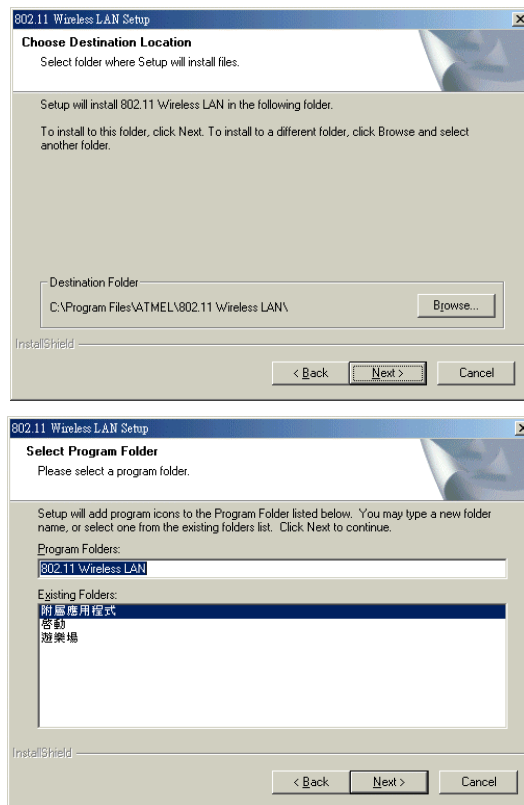 802.11 Wireless LAN Setup
Choose Destination Location
Select folder where Setup will install files.
Setup will install 802.11 Wireless LAN in the following folder.
To install to this folder, click Next. To install to a different folder, click Browse and select
another folder.
Destination Folder
C:\Program Files\ATMEL\802.11 Wireless LAN\
Browse...
InstallShield
< Back
Next >
Cancel
802.11 Wireless LAN Setup
Select Program Folder
Please select a program folder.
Setup will add program icons to the Program Folder listed below. You may type a new folder
name, or select one from the existing folders list. Click Next to continue.
Program Folders:
802.11 Wireless LAN
Existing Folders:
附屬應用程式
啓動
遊樂場
InstallShield
< Back
Next >
Cancel